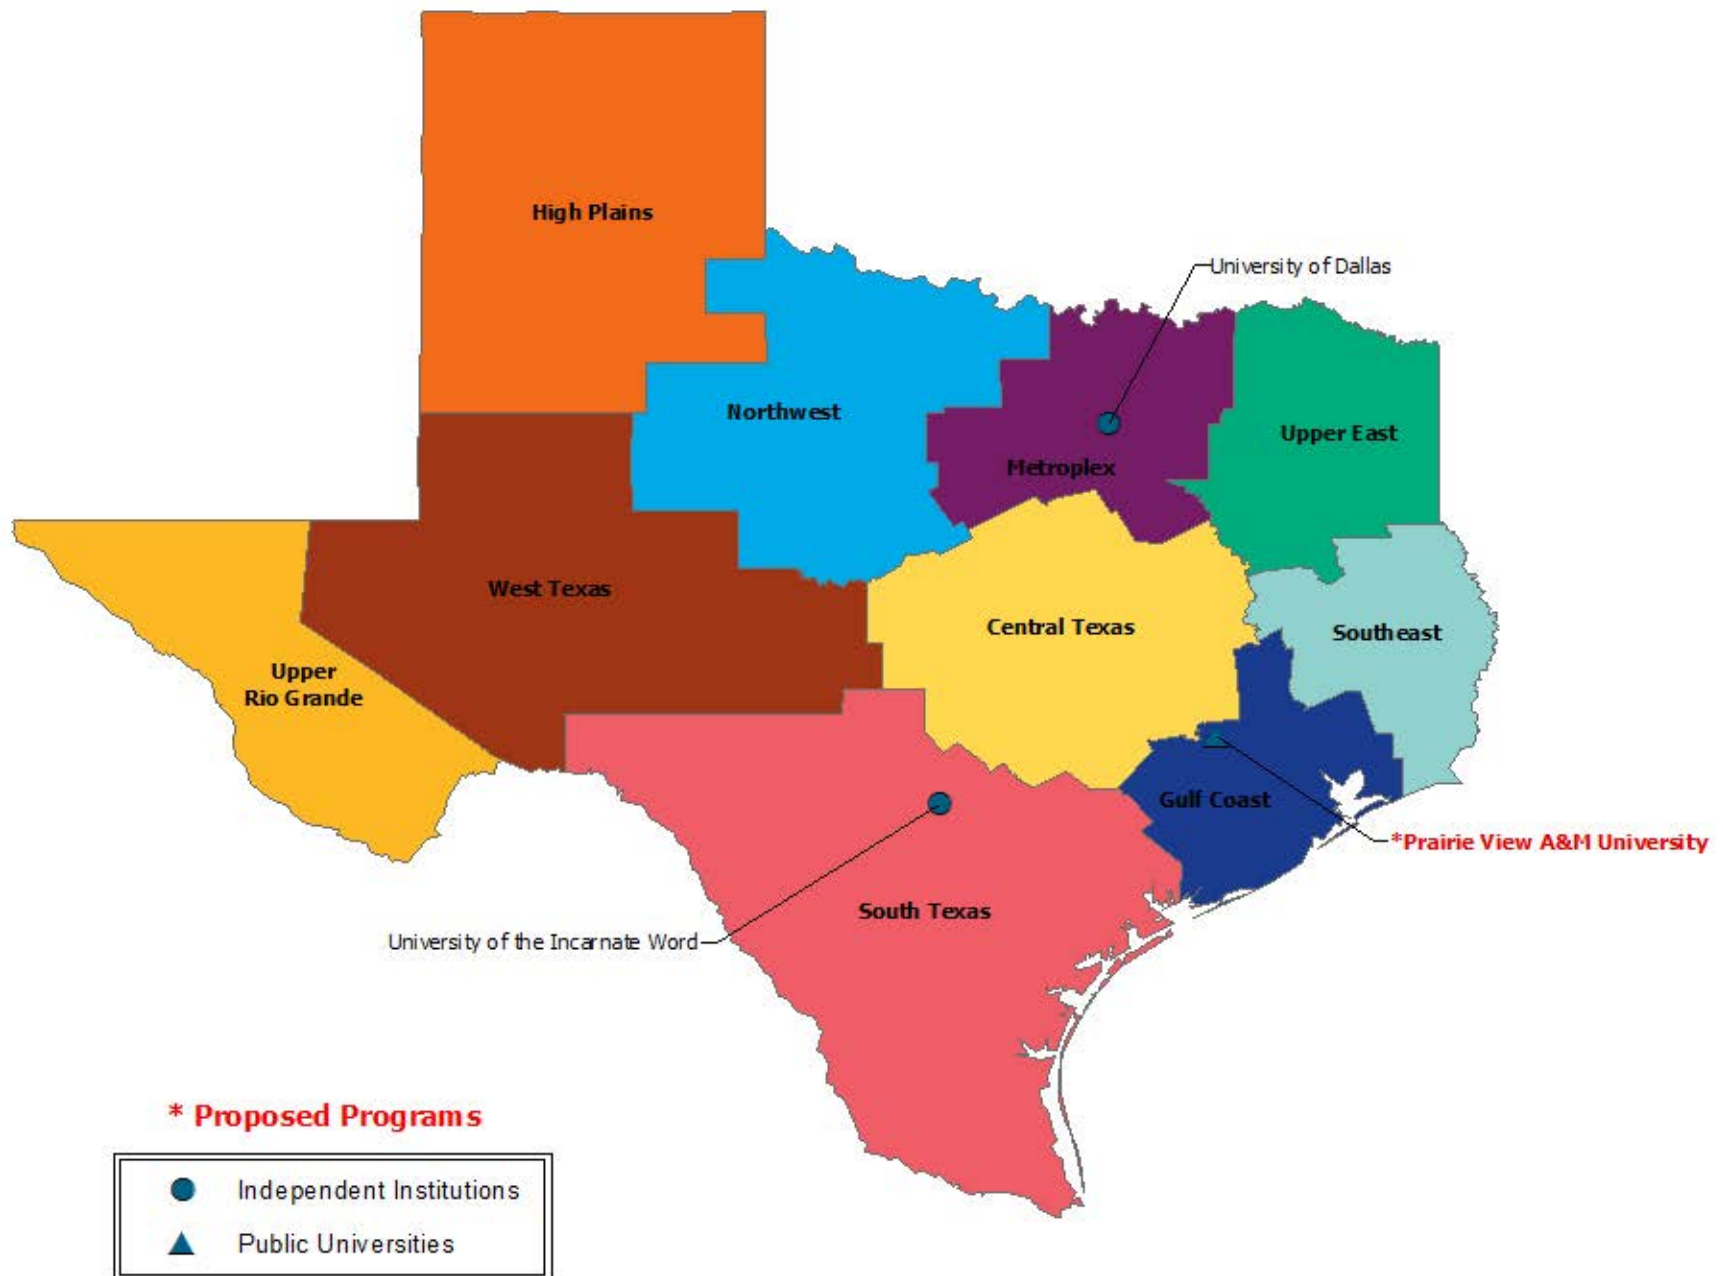 High Plains
University of Dallas
Northwest
Upper East
Metroplex
West Texas
Central Texas
Southeast
Upper
Rio Grande
Gulf Coast
*Prairie View A&M University
South Texas
University of the Incarnate Word
* Proposed Programs
Independent Institutions
Public Universities